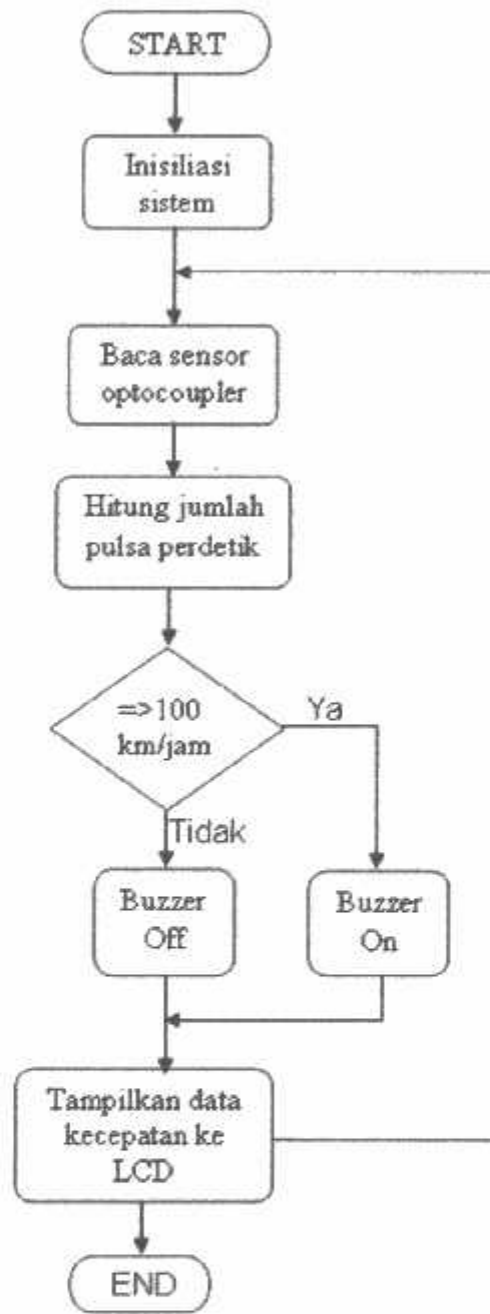 START
Inisiliasi
sistem
Baca sensor
optocoupler
Hitung jumlah
pulsa perdetik
=>100
km/jam
Ya
Tidak
Buzzer
Off
Buzzer
On
Tampilkan data
kecepatan ke
LCD
END